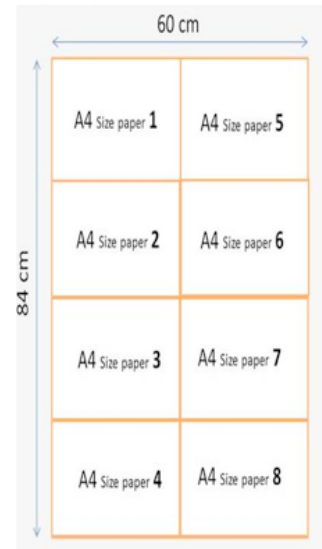 60 cm
84 cm
A4 Size paper 1
A4 Size paper 5
A4 Size paper 2
A4 Size paper 6
A4 Size paper 3
A4 Size paper 7
A4 Size paper 4
A4 Size paper 8